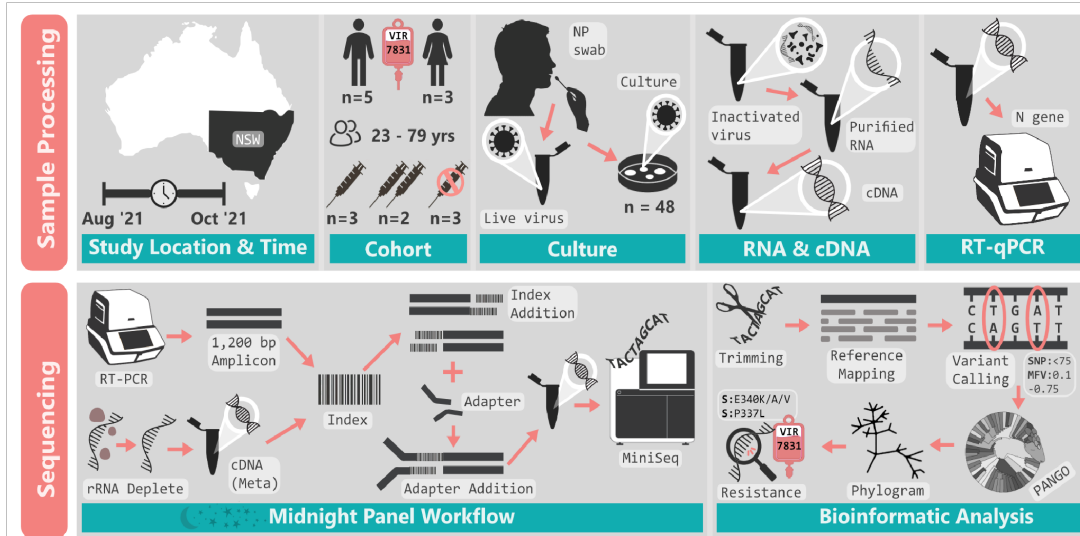 Sample Processing
NSW
Aug '21
Oct '21
Study Location & Time
VIR
7831
n=5
n=3
23 - 79 yrs
n=3
n=2
n=3
Cohort
NP
swab
Culture
Live virus
n = 48
Culture
Inactivated
virus
Purified
RNA
cDNA
RNA & cDNA
N gene
RT-qPCR
Sequencing
RT-PCR
1,200 bp
Amplicon
rRNA Deplete
cDNA
(Meta)
Index
Index
Addition
Adapter
Adapter Addition
TACTAGCAT
MiniSeq
Midnight Panel Workflow
ACTAGCAT
Trimming
Reference
Mapping
C T G A T
C A G T T
Variant
Calling
SNP:<75
MFV:0.1
-0.75
S:E340K/A/V
S:P337L
VIR
7831
Resistance
Phylogram
PANGO
Bioinformatic Analysis